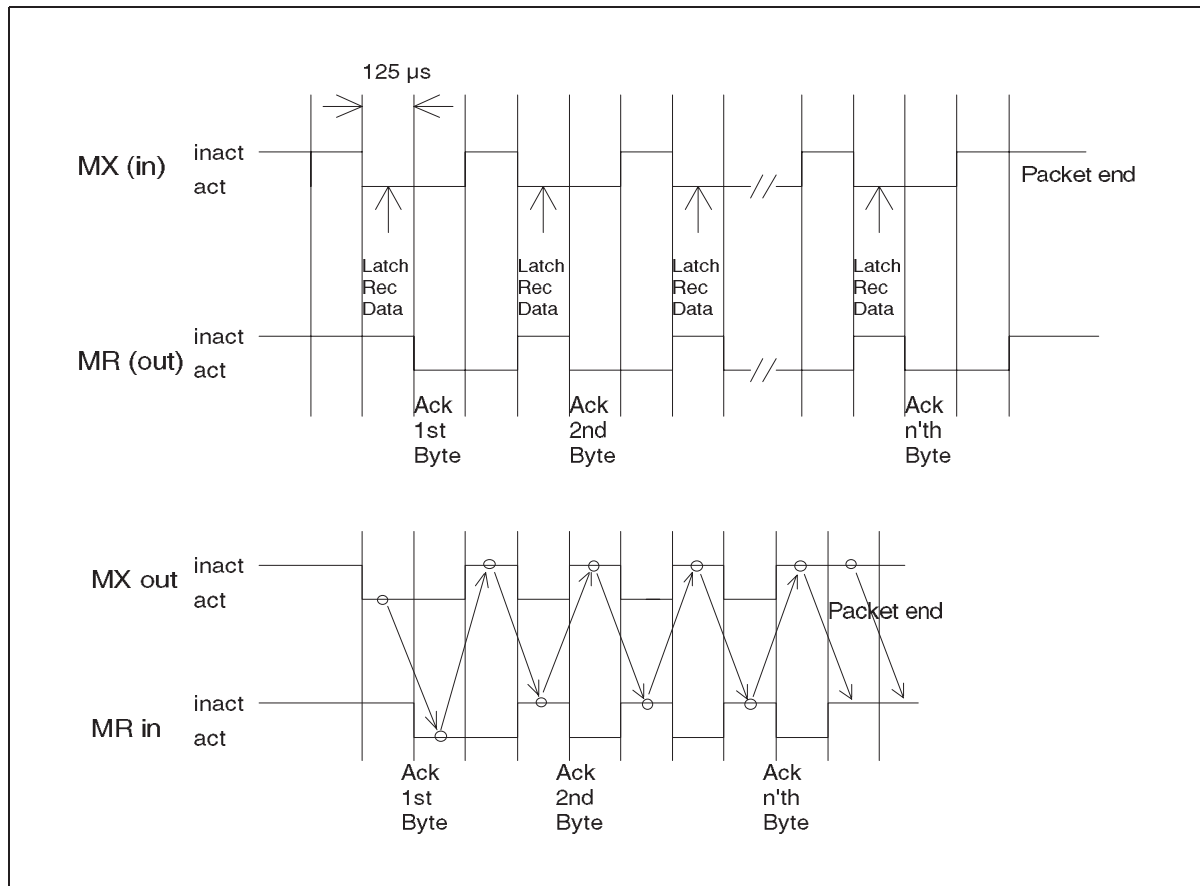 125 µs
MX (in)
inact
act
Packet end
Latch
Rec
Data
Latch
Rec
Data
Latch
Rec
Data
Latch
Rec
Data
MR (out)
inact
act
Ack
1st
Byte
Ack
2nd
Byte
Ack
n'th
Byte
MX out
inact
act
Packet end
MR in
inact
act
Ack
1st
Byte
Ack
2nd
Byte
Ack
n'th
Byte